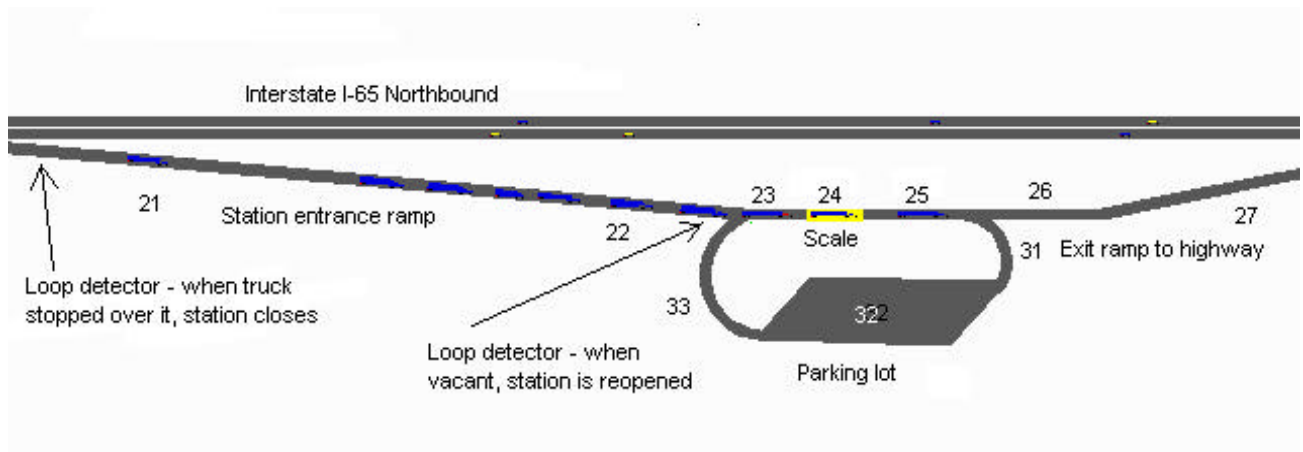 Interstate I-65 Northbound
21
Station entrance ramp
22
23
24
25
26
27
Scale
31
Exit ramp to highway
Loop detector - when truck
stopped over it, station closes
33
32
Loop detector - when
vacant, station is reopened
Parking lot